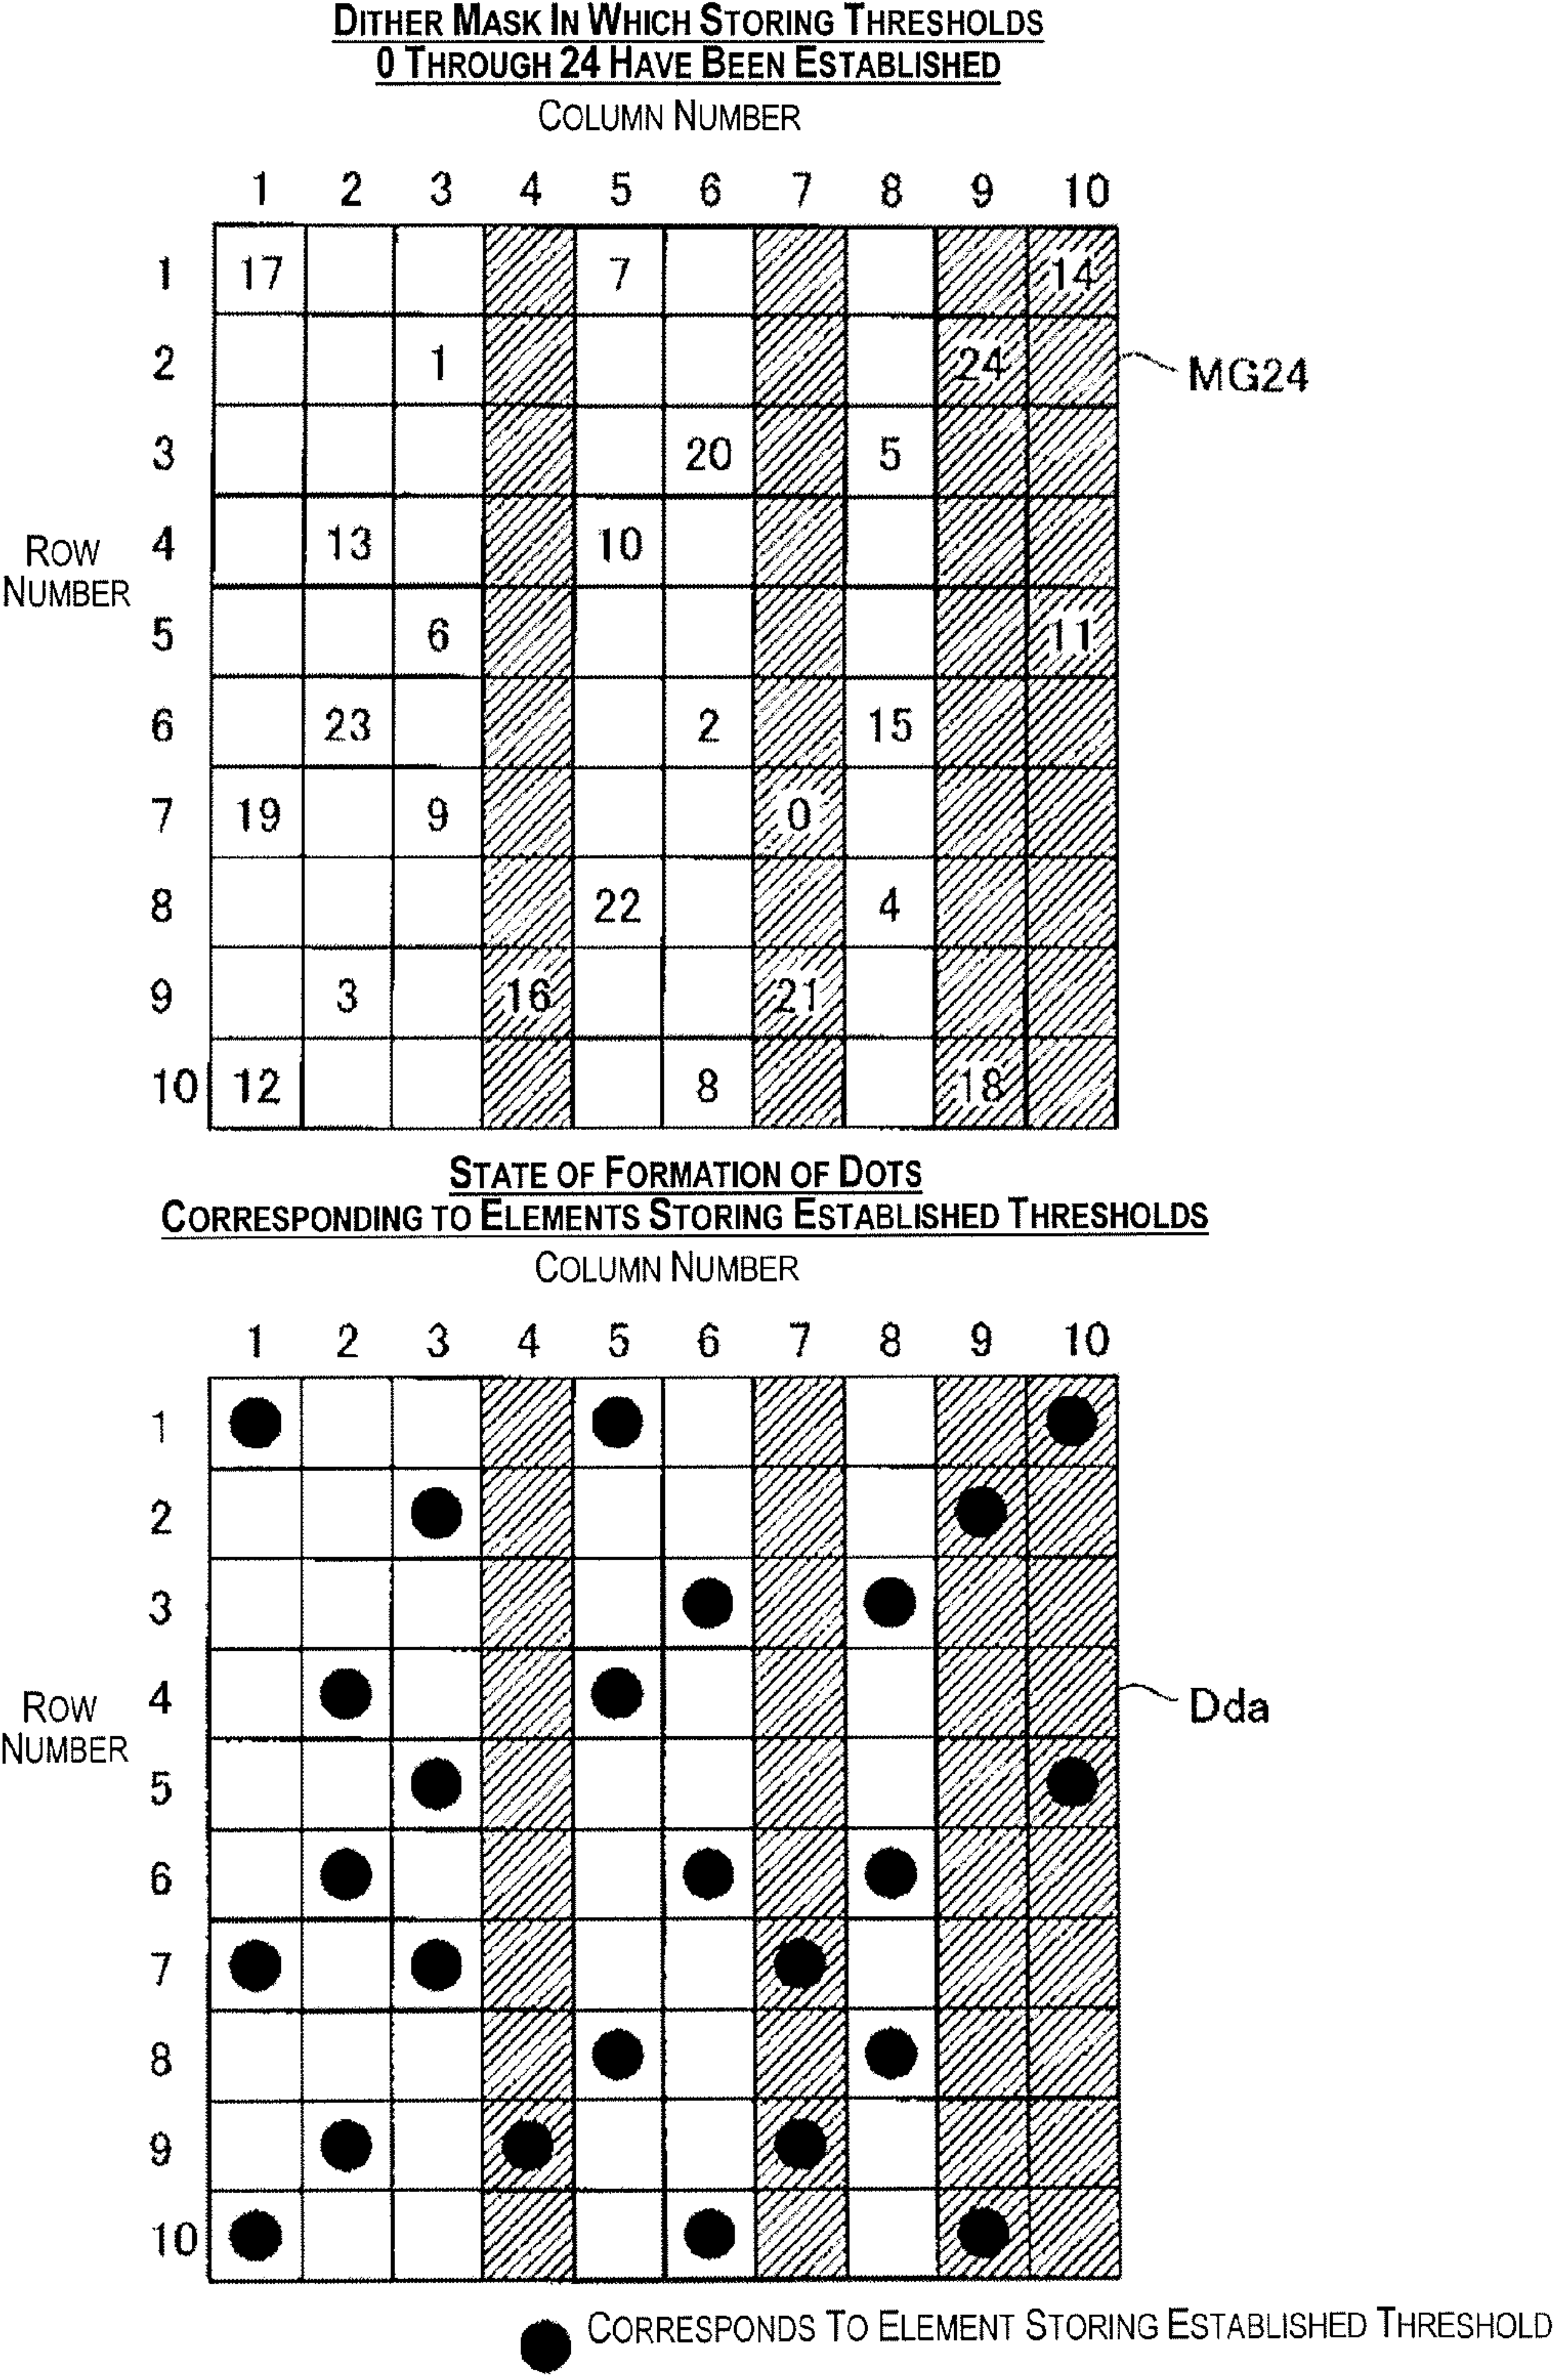 DITHER MASK IN WHICH STORING THRESHOLDS
0 THROUGH 24 HAVE BEEN ESTABLISHED
COLUMN NUMBER
1 2 3 4 5 6 7 8 9 10
1 17 7 14
2 1 24
MG24
3 20 5
4 13 10
ROW
NUMBER
5 6 11
6 23 2 15
7 19 9 0
8 22 4
9 3 16 21
10 12 8 18
STATE OF FORMATION OF DOTS
CORRESPONDING TO ELEMENTS STORING ESTABLISHED THRESHOLDS
COLUMN NUMBER
1 2 3 4 5 6 7 8 9 10
1
2
3
4
ROW
NUMBER
Dda
5
6
7
8
9
10
CORRESPONDS TO ELEMENT STORING ESTABLISHED THRESHOLD